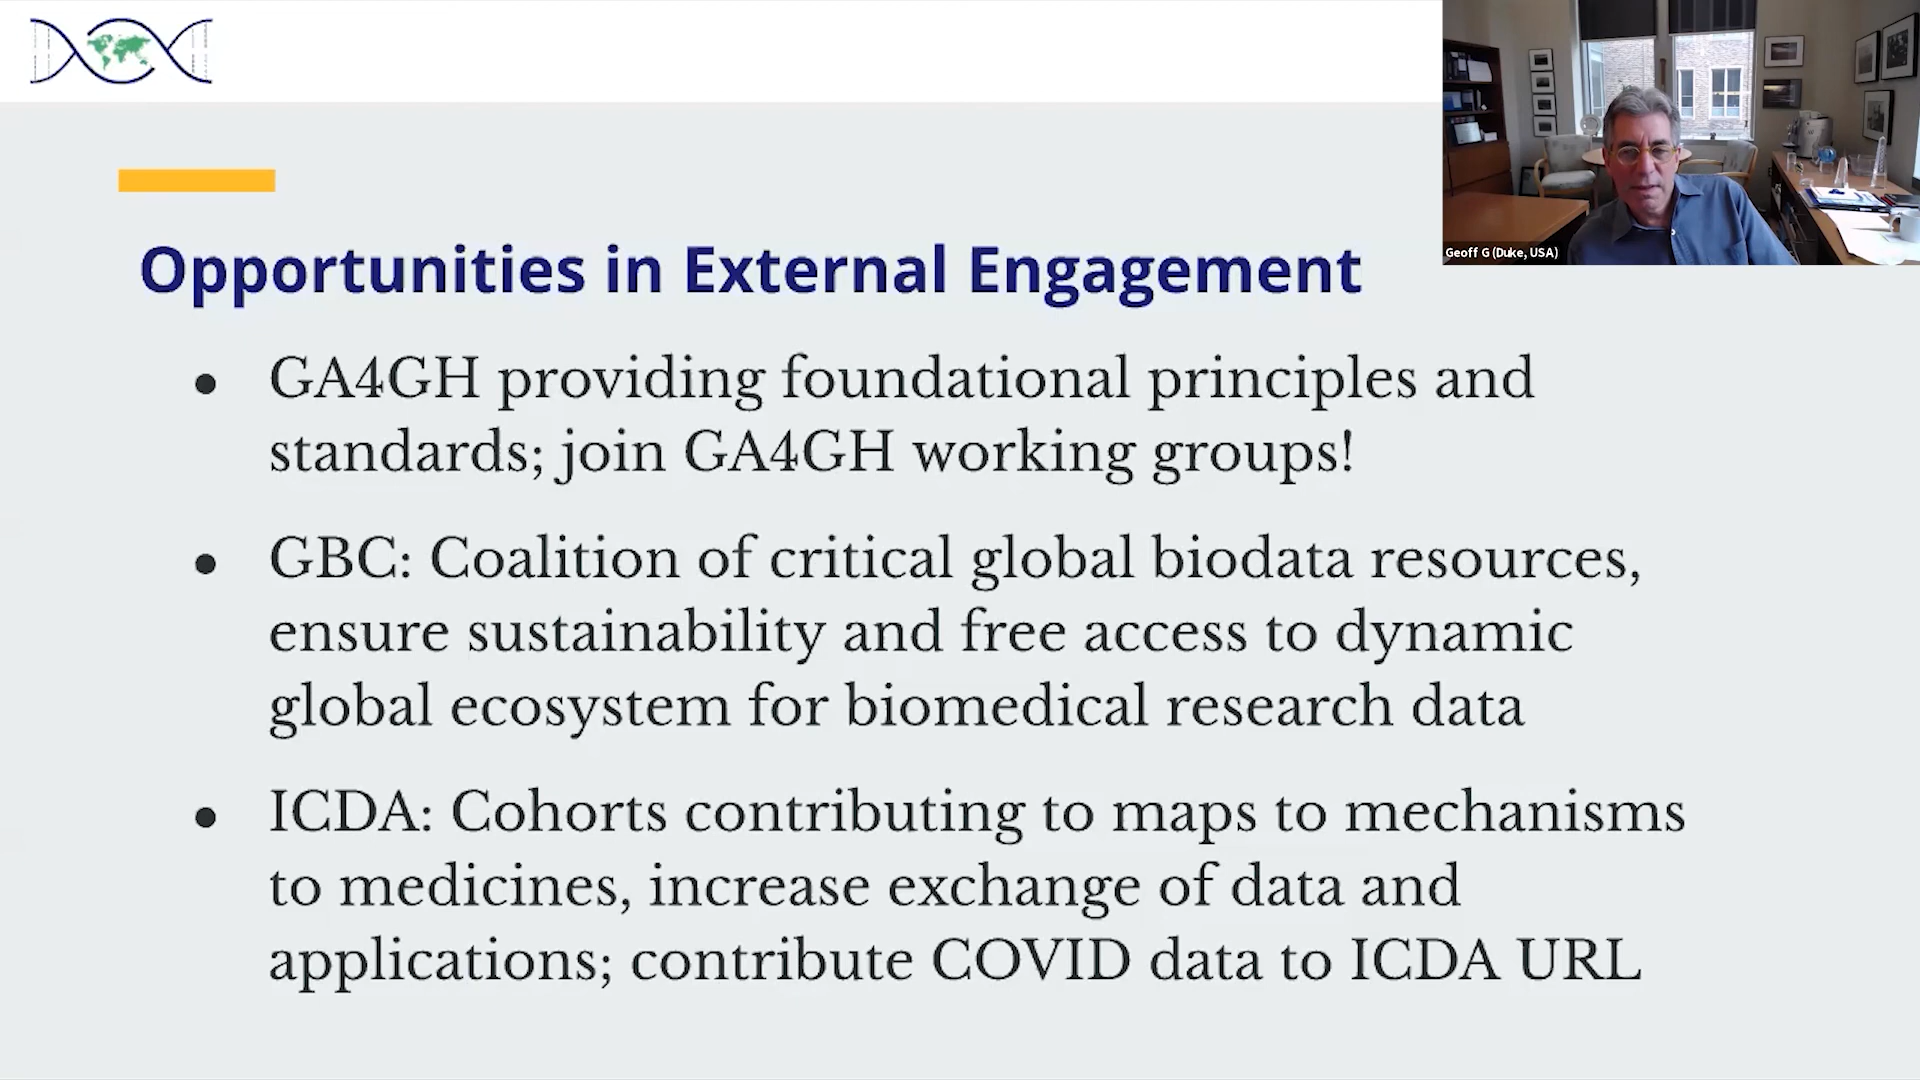 Geoff G (Duke, USA)
Opportunities in External Engagement
● GA4GH providing foundational principles and
standards; join GA4GH working groups!
● GBC: Coalition of critical global biodata resources,
ensure sustainability and free access to dynamic
global ecosystem for biomedical research data
● ICDA: Cohorts contributing to maps to mechanisms
to medicines, increase exchange of data and
applications; contribute COVID data to ICDA URL